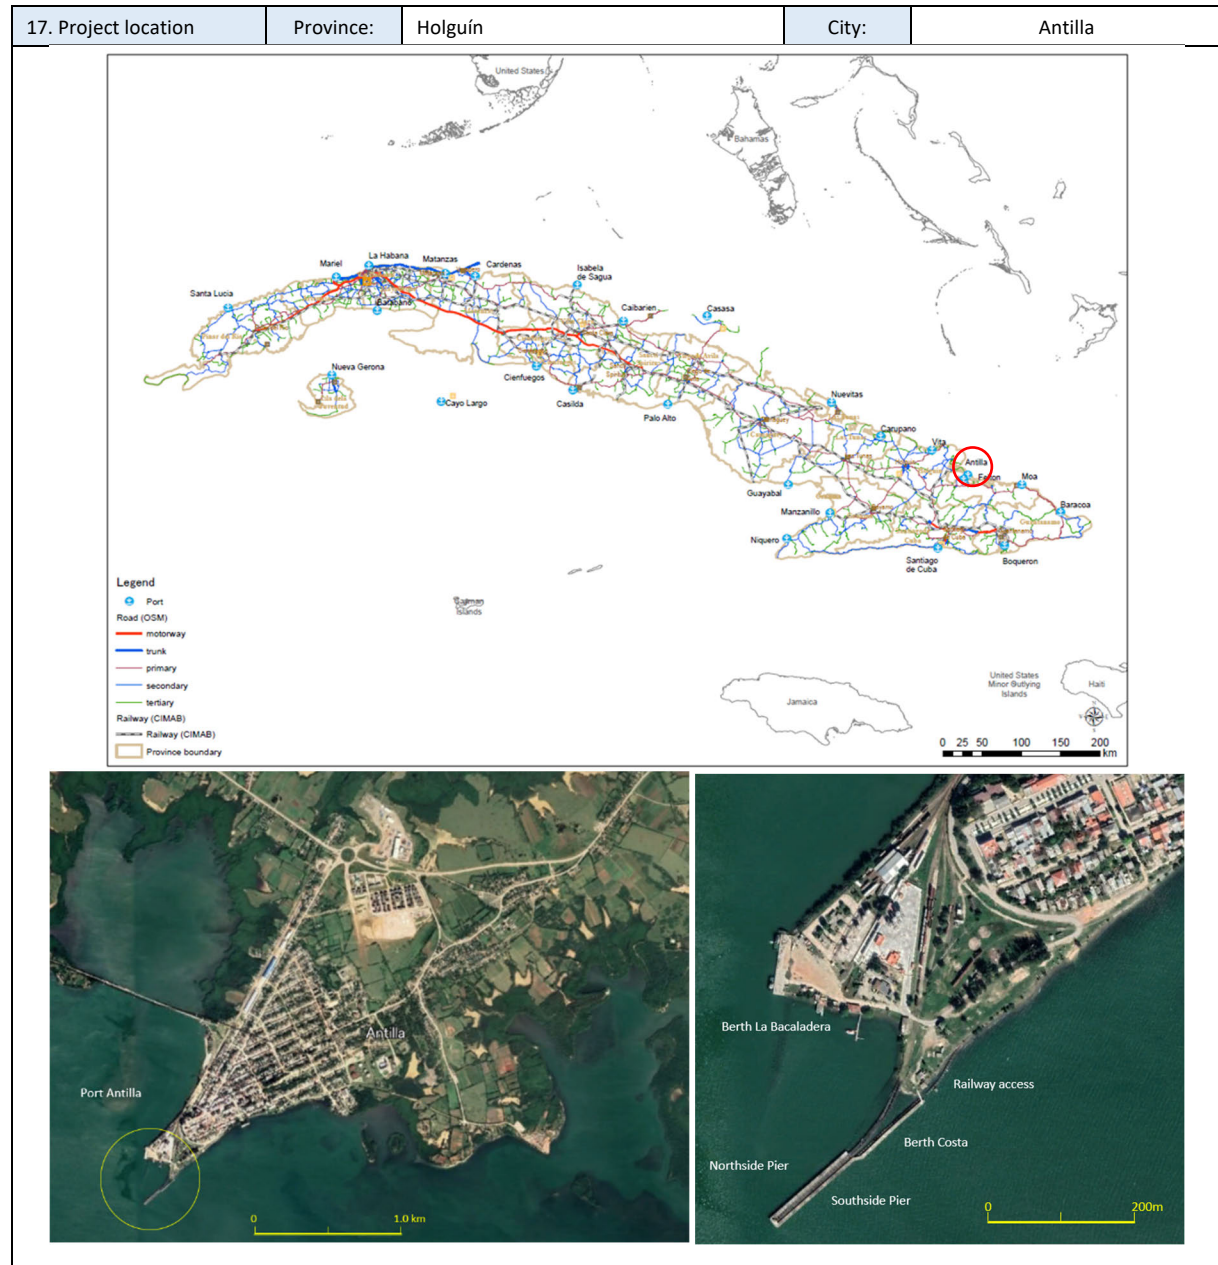 17. Project location Province: Holguín City: Antilla
United States
Bahamas
La Habana
Mariel
Matanzas
Cardenas
Isabela
de Sagua
Santa Lucia
Batabano
Caibarien
Casasa
Nueva Gerona
Cienfuegos
Cayo Largo
Casilda
Palo Alto
Nuevitas
Carupano
Vita
Antilla
Felton
Moa
Guayabal
Baracoa
Manzanillo
Niquero
Santiago
de Cuba
Boqueron
Legend
Port
Road (OSM)
motorway
trunk
primary
secondary
tertiary
Railway (CIMAB)
Railway (CIMAB)
Province boundary
Cayman
Islands
Jamaica
United States
Minor Outlying
Islands
Haiti
N
0 25 50 100 150 200
km
Antilla
Port Antilla
0 1.0 km
Berth La Bacaladera
Railway access
Berth Costa
Northside Pier
Southside Pier
0 200m